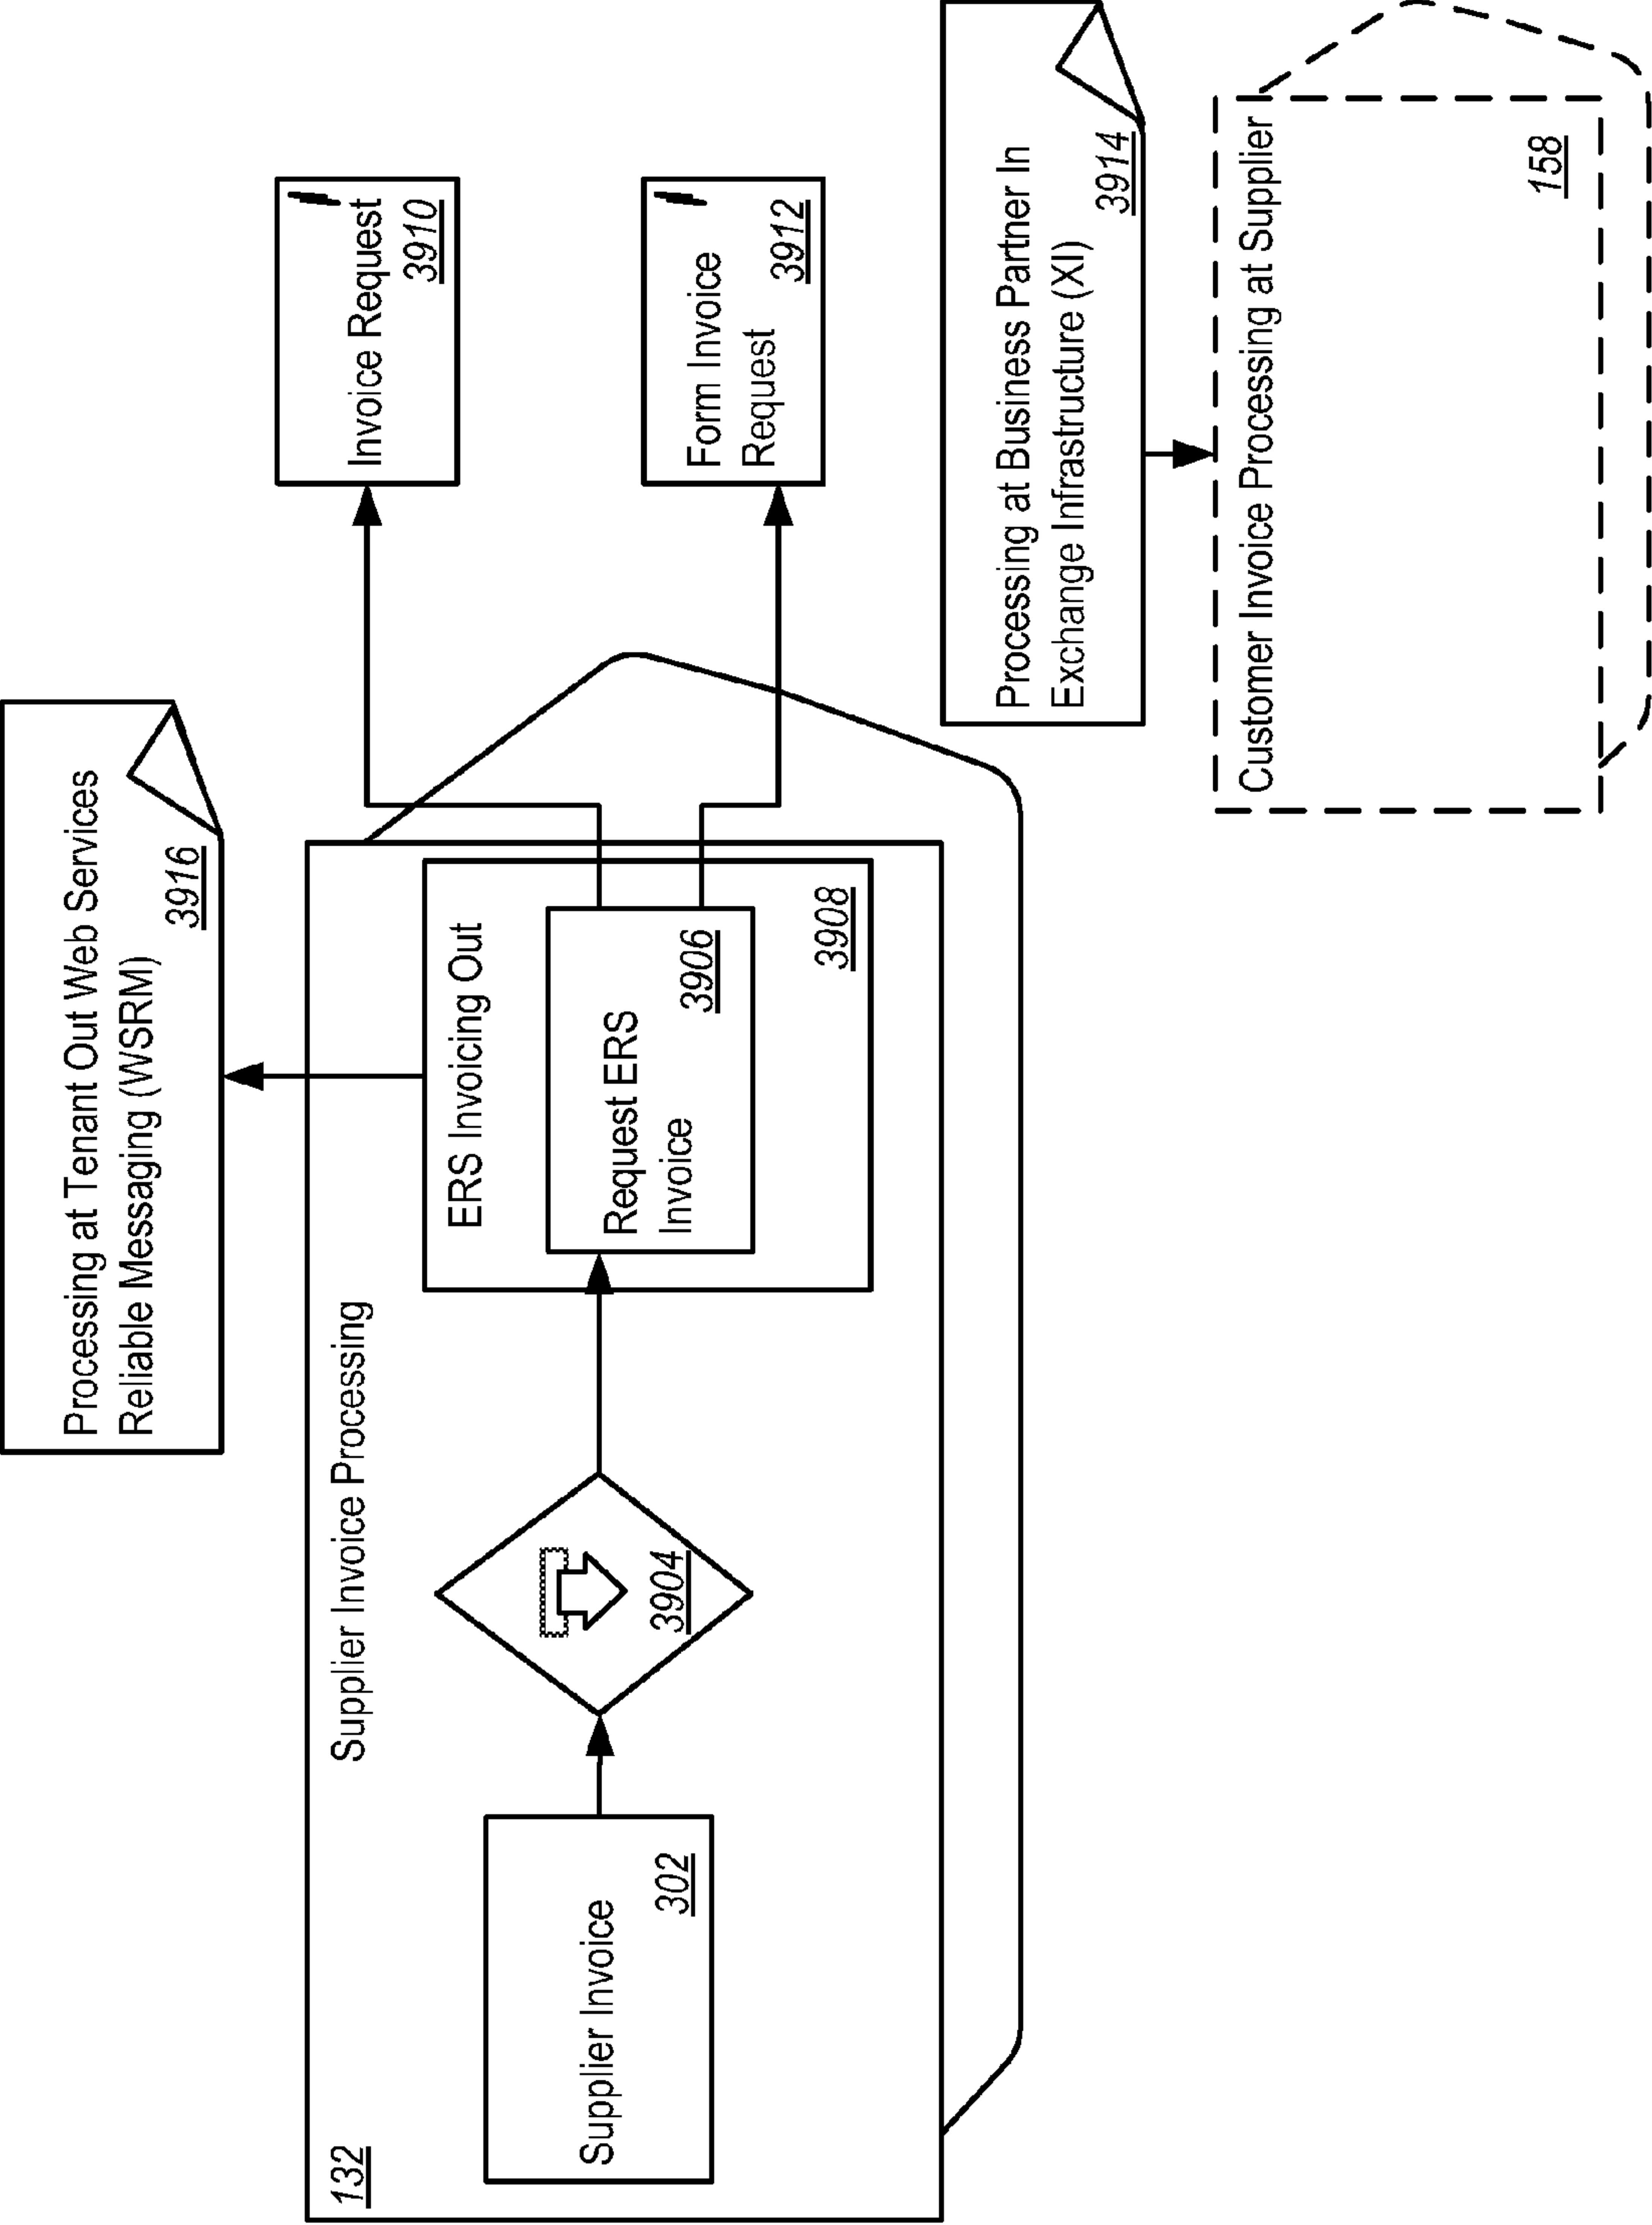 Processing at Tenant Out Web Services
Reliable Messaging (WSRM)
3916
132
Supplier Invoice Processing
Supplier Invoice
302
3904
ERS Invoicing Out
Request ERS
Invoice
3906
3908
Invoice Request
3910
Form Invoice
Request
3912
Processing at Business Partner In
Exchange Infrastructure (XI)
3914
Customer Invoice Processing at Supplier
158